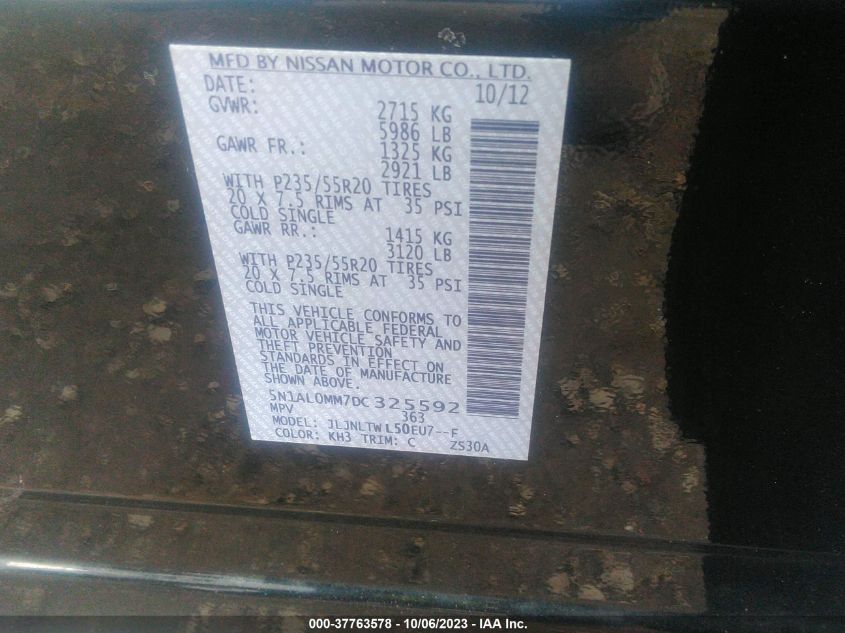 MFD BY NISSAN MOTOR CO., LTD.
DATE: 10/12
GVWR: 2715 KG
5986 LB
GAWR FR.: 1325 KG
2921 LB
WITH P235/55R20 TIRES
20 X 7.5 RIMS AT 35 PSI
COLD SINGLE
GAWR RR.: 1415 KG
3120 LB
WITH P235/55R20 TIRES
20 X 7.5 RIMS AT 35 PSI
COLD SINGLE
THIS VEHICLE CONFORMS TO
ALL APPLICABLE FEDERAL
MOTOR VEHICLE SAFETY AND
THEFT PREVENTION
STANDARDS IN EFFECT ON
THE DATE OF MANUFACTURE
SHOWN ABOVE.
5N1AL0MM7DC325592
MPV 363
MODEL: JLJNLTWL50EU7--F
COLOR: KH3 TRIM: C ZS30A
000-37763578 - 10/06/2023 - IAA Inc.